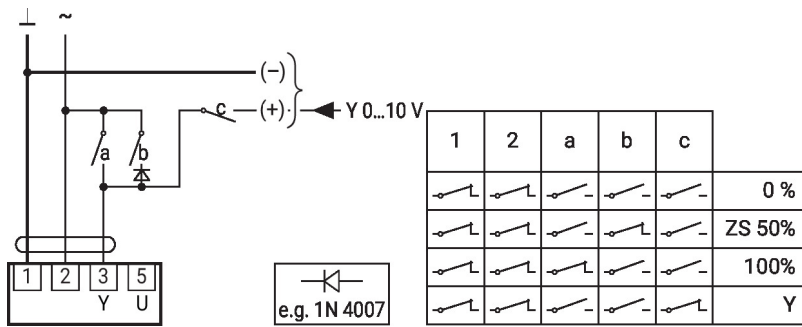 ⊥ ~
(–)
c (+) Y 0...10 V
a b
1 2 3 5
Y U
e.g. 1N 4007
1 2 a b c
0 %
ZS 50%
100%
Y